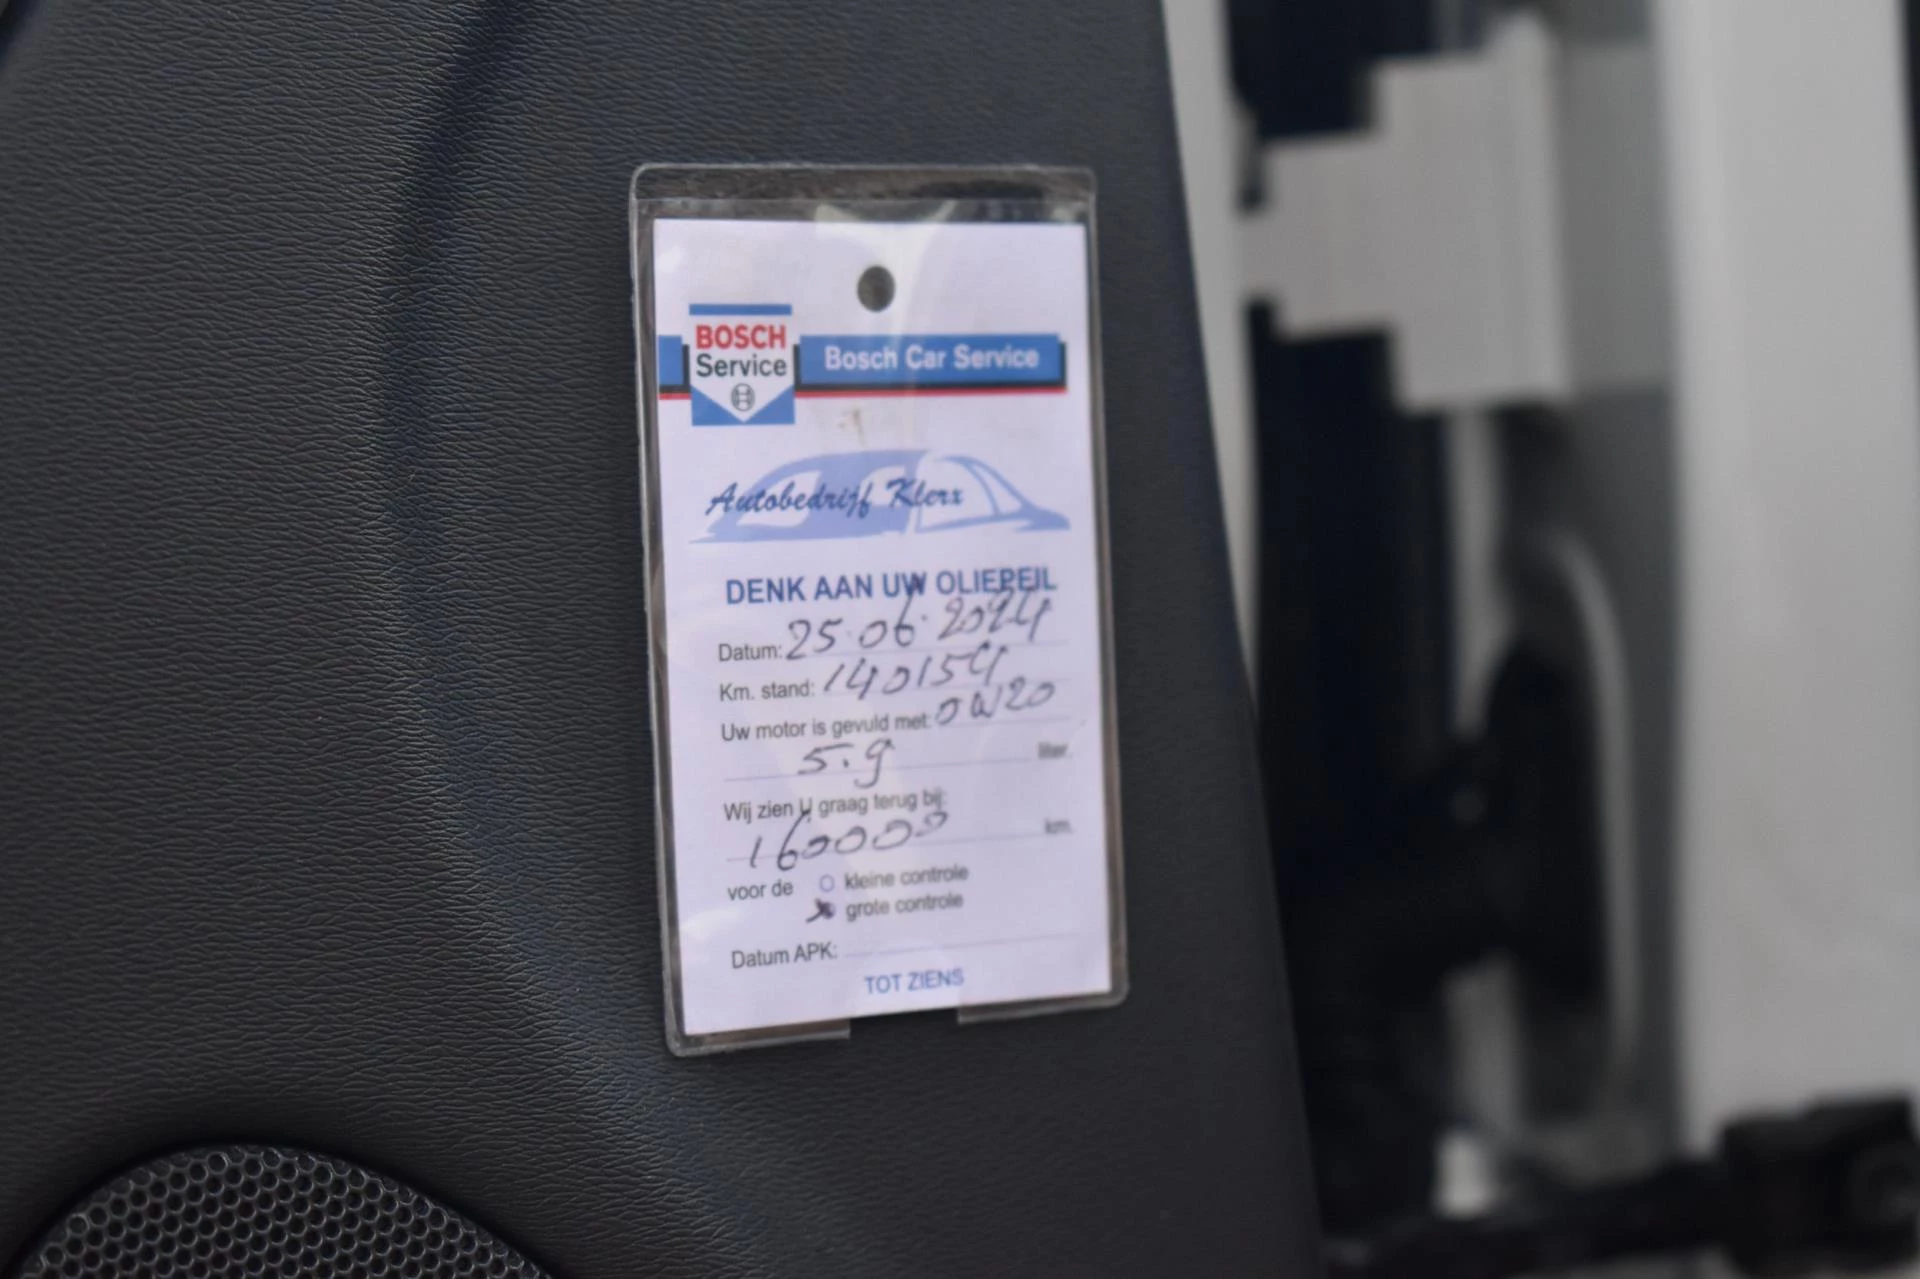 BOSCH
Service
Bosch Car Service
Autobedrijf Klerx
DENK AAN UW OLIEPEIL
Datum: 25.06.2024
Km. stand: 140154
Uw motor is gevuld met: 0W20
5.9 liter.
Wij zien U graag terug bij:
160000 km.
voor de kleine controle
grote controle
Datum APK:
TOT ZIENS